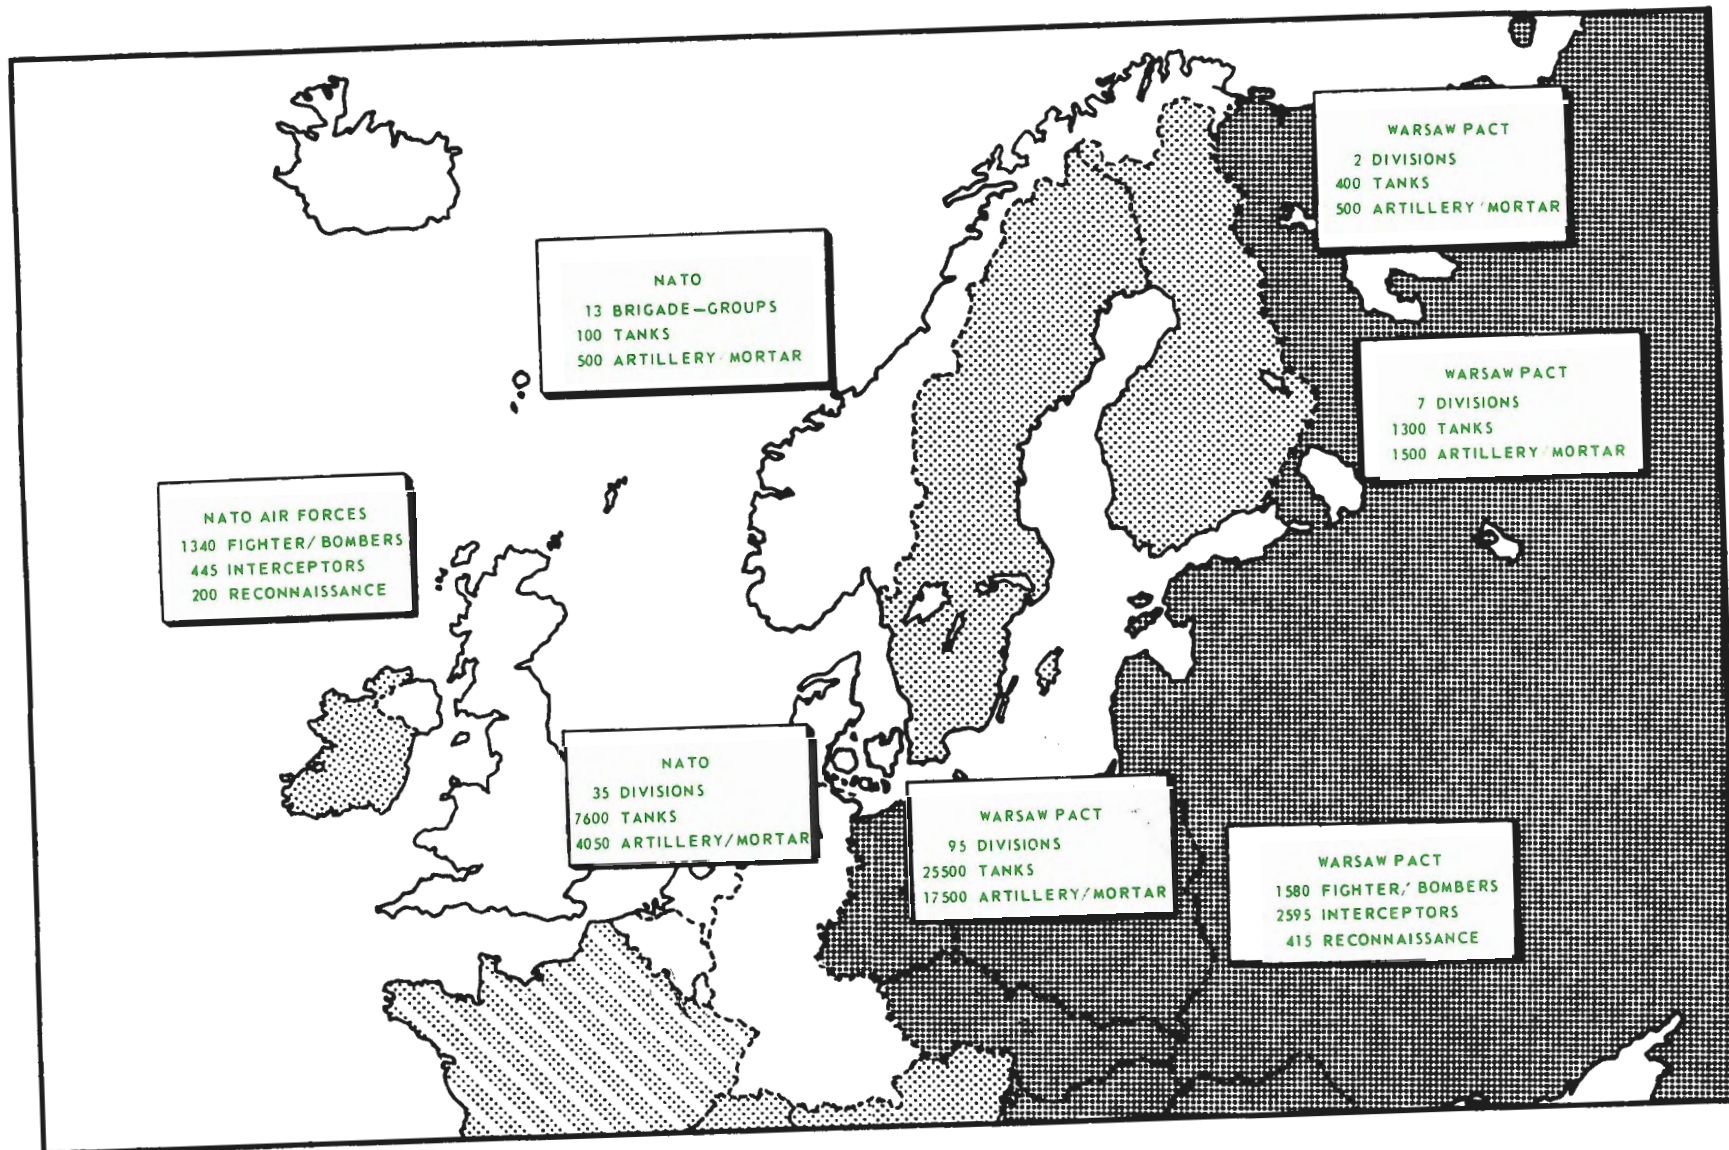 WARSAW PACT
2 DIVISIONS
400 TANKS
500 ARTILLERY/MORTAR
NATO
13 BRIGADE-GROUPS
100 TANKS
500 ARTILLERY/MORTAR
WARSAW PACT
7 DIVISIONS
1300 TANKS
1500 ARTILLERY/MORTAR
NATO AIR FORCES
1340 FIGHTER/BOMBERS
445 INTERCEPTORS
200 RECONNAISSANCE
NATO
35 DIVISIONS
7600 TANKS
4050 ARTILLERY/MORTAR
WARSAW PACT
95 DIVISIONS
25500 TANKS
17500 ARTILLERY/MORTAR
WARSAW PACT
1580 FIGHTER/BOMBERS
2595 INTERCEPTORS
415 RECONNAISSANCE